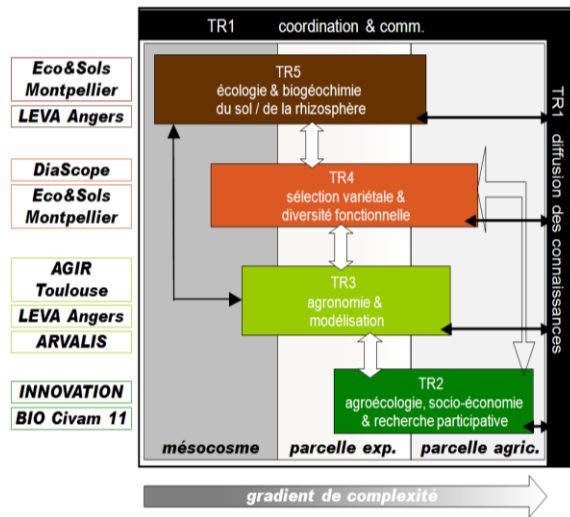 TR1 coordination & comm.
Eco&Sols
Montpellier
LEVA Angers
TR5
écologie & biogéochimie
du sol / de la rhizosphère
DiaScope
Eco&Sols
Montpellier
TR4
sélection variétale &
diversité fonctionnelle
AGIR
Toulouse
LEVA Angers
ARVALIS
TR3
agronomie &
modélisation
INNOVATION
BIO Civam 11
TR2
agroécologie, socio-économie
& recherche participative
TR1 diffusion des connaissances
mésocosme parcelle exp. parcelle agric.
gradient de complexité